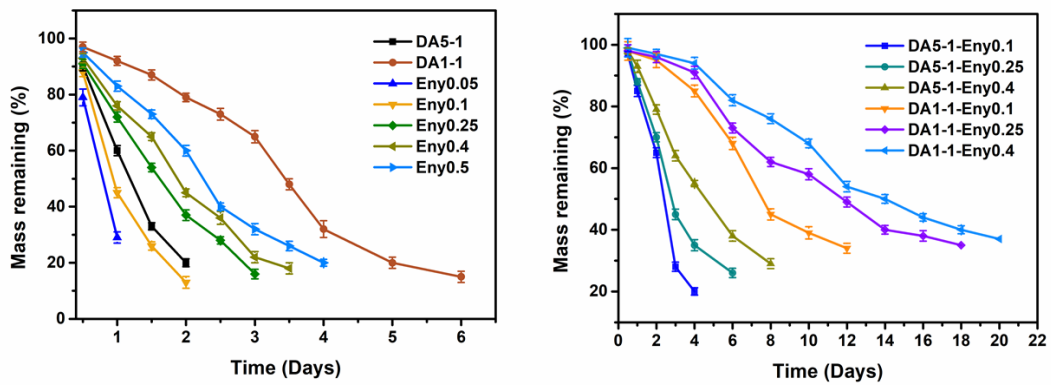 Mass remaining (%)
100
80
60
40
20
0
1
2
3
4
5
6
Time (Days)
DA5-1
DA1-1
Eny0.05
Eny0.1
Eny0.25
Eny0.4
Eny0.5
Mass remaining (%)
100
80
60
40
20
0
2
4
6
8
10
12
14
16
18
20
22
Time (Days)
DA5-1-Eny0.1
DA5-1-Eny0.25
DA5-1-Eny0.4
DA1-1-Eny0.1
DA1-1-Eny0.25
DA1-1-Eny0.4